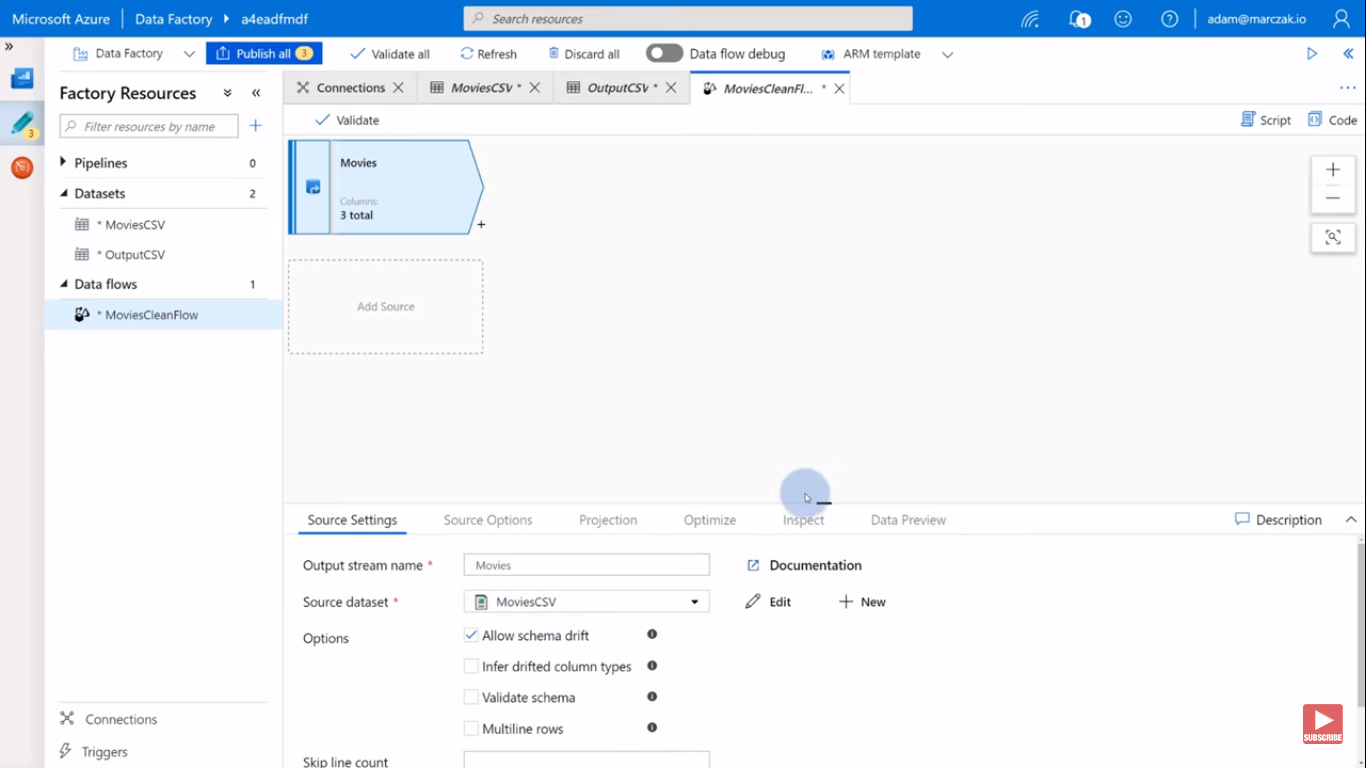 Microsoft Azure
Data Factory
a4eadfmdf
Search resources
1
adam@marczak.io
Data Factory
Publish all 3
Validate all
Refresh
Discard all
Data flow debug
ARM template
Factory Resources
Connections
MoviesCSV *
OutputCSV *
MoviesCleanFl... *
3
Filter resources by name
Validate
Script
Code
Pipelines 0
Datasets 2
* MoviesCSV
* OutputCSV
Data flows 1
* MoviesCleanFlow
Movies
Columns:
3 total
+
Add Source
Source Settings
Source Options
Projection
Optimize
Inspect
Data Preview
Description
Output stream name *
Movies
Documentation
Source dataset *
MoviesCSV
Edit
New
Options
Allow schema drift
Infer drifted column types
Validate schema
Multiline rows
Skip line count
Connections
Triggers
SUBSCRIBE